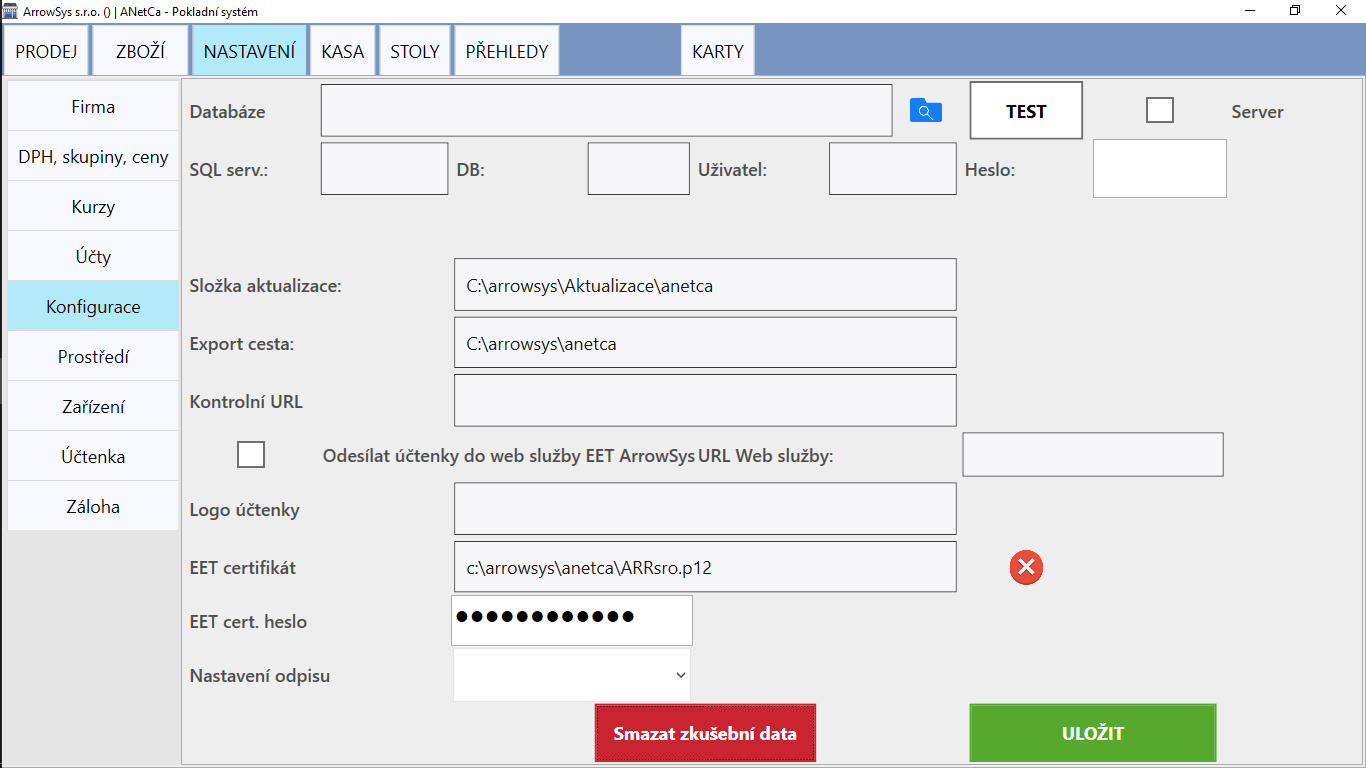 ArrowSys s.r.o. () | ANetCa - Pokladní systém
PRODEJ
ZBOŽÍ
NASTAVENÍ
KASA
STOLY
PŘEHLEDY
KARTY
Firma
DPH, skupiny, ceny
Kurzy
Účty
Konfigurace
Prostředí
Zařízení
Účtenka
Záloha
Databáze
TEST
Server
SQL serv.:
DB:
Uživatel:
Heslo:
Složka aktualizace:
C:\arrowsys\Aktualizace\anetca
Export cesta:
C:\arrowsys\anetca
Kontrolní URL
Odesílat účtenky do web služby EET ArrowSys
URL Web služby:
Logo účtenky
EET certifikát
c:\arrowsys\anetca\ARRsro.p12
EET cert. heslo
●●●●●●●●●●●●
Nastavení odpisu
Smazat zkušební data
ULOŽIT